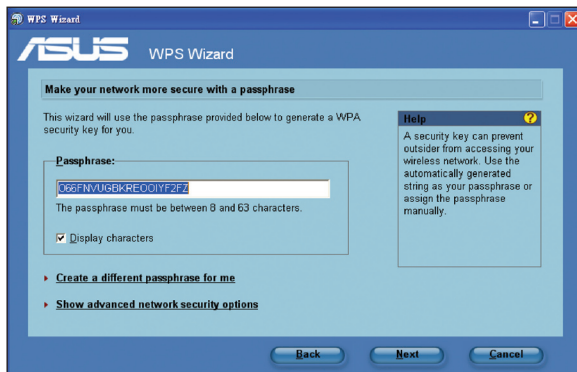 WPS Wizard
ASUS WPS Wizard
Make your network more secure with a passphrase
This wizard will use the passphrase provided below to generate a WPA
security key for you.
Passphrase:
O66FNVUGBKREOOIYF2FZ
The passphrase must be between 8 and 63 characters.
Display characters
Create a different passphrase for me
Show advanced network security options
Help
?
A security key can prevent
outsider from accessing your
wireless network. Use the
automatically generated
string as your passphrase or
assign the passphrase
manually.
Back Next Cancel